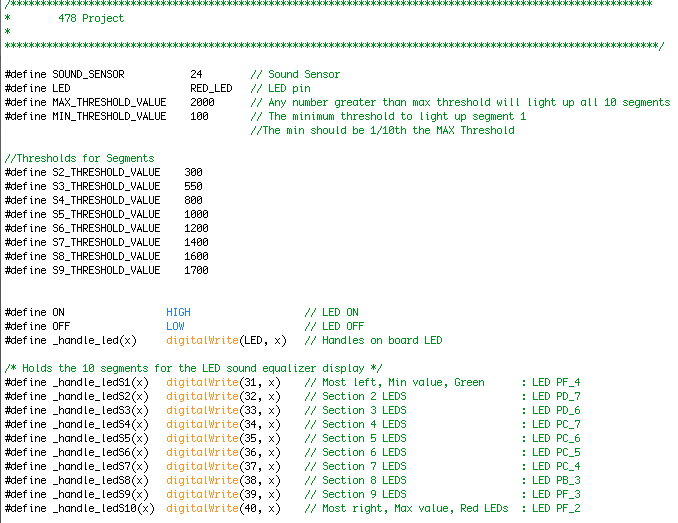 /************************************************************************************************************
*        478 Project
*
**************************************************************************************************************/
#define SOUND_SENSOR           24        // Sound Sensor
#define LED                    RED_LED   // LED pin
#define MAX_THRESHOLD_VALUE    2000      // Any number greater than max threshold will light up all 10 segments
#define MIN_THRESHOLD_VALUE    100       // The minimum threshold to light up segment 1
                                         //The min should be 1/10th the MAX Threshold
//Thresholds for Segments
#define S2_THRESHOLD_VALUE    300
#define S3_THRESHOLD_VALUE    550
#define S4_THRESHOLD_VALUE    800
#define S5_THRESHOLD_VALUE    1000
#define S6_THRESHOLD_VALUE    1200
#define S7_THRESHOLD_VALUE    1400
#define S8_THRESHOLD_VALUE    1600
#define S9_THRESHOLD_VALUE    1700
#define ON                 HIGH                   // LED ON
#define OFF                LOW                    // LED OFF
#define _handle_led(x)     digitalWrite(LED, x)   // Handles on board LED
/* Holds the 10 segments for the LED sound equalizer display */
#define _handle_ledS1(x)   digitalWrite(31, x)    // Most left, Min value, Green      : LED PF_4
#define _handle_ledS2(x)   digitalWrite(32, x)    // Section 2 LEDS                   : LED PD_7
#define _handle_ledS3(x)   digitalWrite(33, x)    // Section 3 LEDS                   : LED PD_6
#define _handle_ledS4(x)   digitalWrite(34, x)    // Section 4 LEDS                   : LED PC_7
#define _handle_ledS5(x)   digitalWrite(35, x)    // Section 5 LEDS                   : LED PC_6
#define _handle_ledS6(x)   digitalWrite(36, x)    // Section 6 LEDS                   : LED PC_5
#define _handle_ledS7(x)   digitalWrite(37, x)    // Section 7 LEDS                   : LED PC_4
#define _handle_ledS8(x)   digitalWrite(38, x)    // Section 8 LEDS                   : LED PB_3
#define _handle_ledS9(x)   digitalWrite(39, x)    // Section 9 LEDS                   : LED PF_3
#define _handle_ledS10(x)  digitalWrite(40, x)    // Most right, Max value, Red LEDs  : LED PF_2